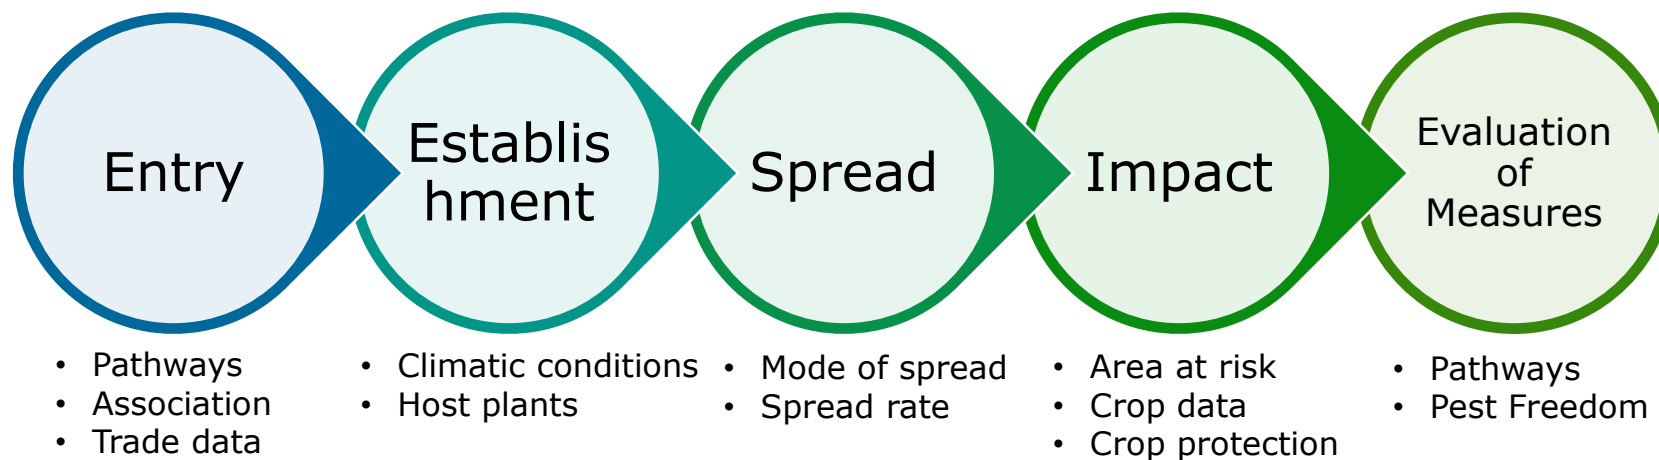 Entry
Establis
hment
Spread
Impact
Evaluation
of
Measures
• Pathways
• Association
• Trade data
• Climatic conditions
• Host plants
• Mode of spread
• Spread rate
• Area at risk
• Crop data
• Crop protection
• Pathways
• Pest Freedom